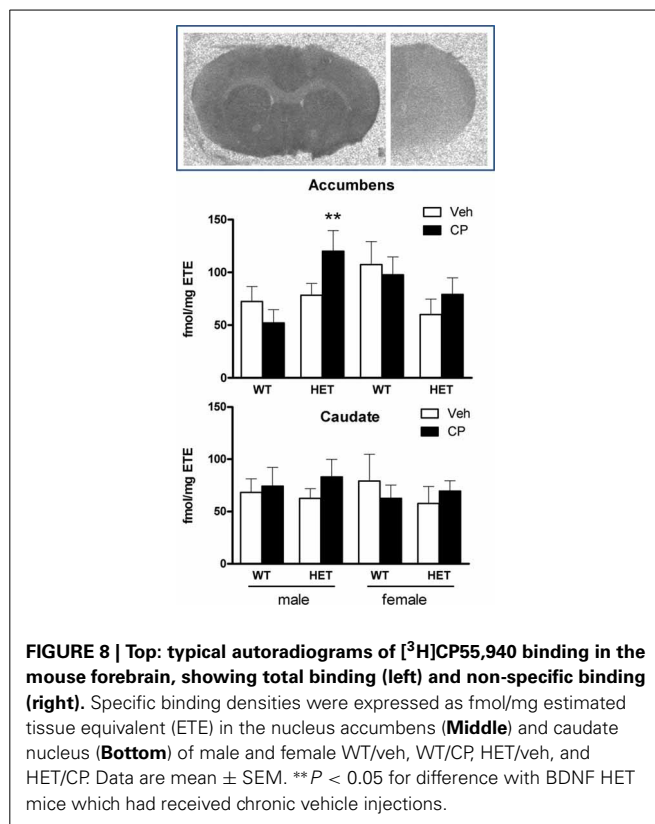 Accumbens
150
100
50
0
fmol/mg ETE
**
Veh
CP
WT HET WT HET
Caudate
150
100
50
0
fmol/mg ETE
Veh
CP
WT HET WT HET
male female
FIGURE 8 | Top: typical autoradiograms of [³H]CP55,940 binding in the
mouse forebrain, showing total binding (left) and non-specific binding
(right). Specific binding densities were expressed as fmol/mg estimated
tissue equivalent (ETE) in the nucleus accumbens (Middle) and caudate
nucleus (Bottom) of male and female WT/veh, WT/CP, HET/veh, and
HET/CP. Data are mean ± SEM. **P < 0.05 for difference with BDNF HET
mice which had received chronic vehicle injections.